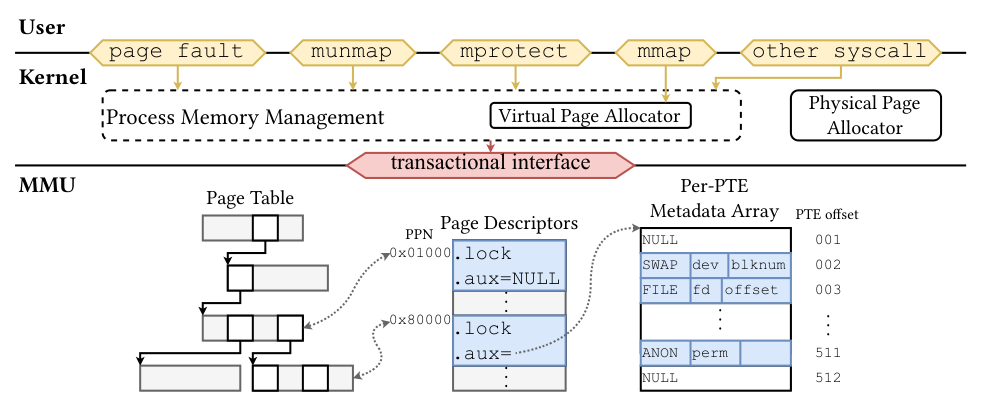 User
page fault munmap mprotect mmap other syscall
Kernel
Process Memory Management
Virtual Page Allocator
Physical Page
Allocator
transactional interface
MMU
Page Table
Page Descriptors
PPN
0x01000
.lock
.aux=NULL
⋮
0x80000
.lock
.aux=
⋮
Per-PTE
Metadata Array
PTE offset
NULL 001
SWAP dev blknum 002
FILE fd offset 003
⋮ ⋮
ANON perm 511
NULL 512